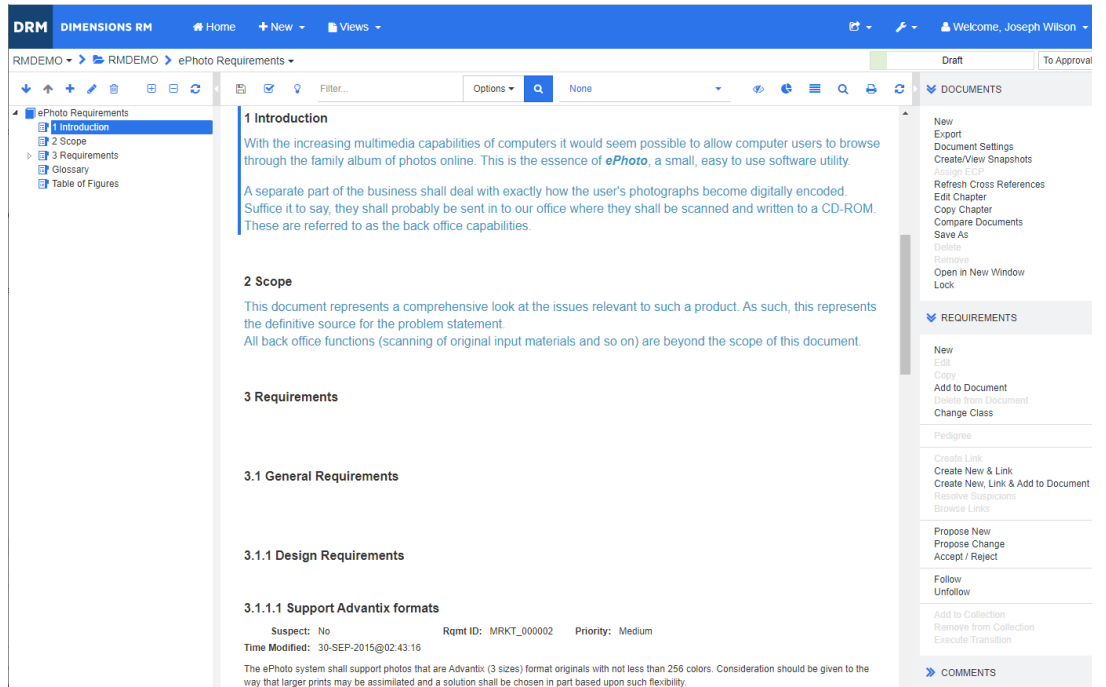 DRM DIMENSIONS RM Home New Views Welcome, Joseph Wilson
RMDEMO RMDEMO ePhoto Requirements Draft To Approval
Filter... Options None
ePhoto Requirements
1 Introduction
2 Scope
3 Requirements
Glossary
Table of Figures
1 Introduction
With the increasing multimedia capabilities of computers it would seem possible to allow computer users to browse
through the family album of photos online. This is the essence of ePhoto, a small, easy to use software utility.
A separate part of the business shall deal with exactly how the user's photographs become digitally encoded.
Suffice it to say, they shall probably be sent in to our office where they shall be scanned and written to a CD-ROM.
These are referred to as the back office capabilities.
2 Scope
This document represents a comprehensive look at the issues relevant to such a product. As such, this represents
the definitive source for the problem statement.
All back office functions (scanning of original input materials and so on) are beyond the scope of this document.
3 Requirements
3.1 General Requirements
3.1.1 Design Requirements
3.1.1.1 Support Advantix formats
Suspect: No Rqmt ID: MRKT_000002 Priority: Medium
Time Modified: 30-SEP-2015@02:43:16
The ePhoto system shall support photos that are Advantix (3 sizes) format originals with not less than 256 colors. Consideration should be given to the
way that larger prints may be assimilated and a solution shall be chosen in part based upon such flexibility.
DOCUMENTS
New
Export
Document Settings
Create/View Snapshots
Assign ECP
Refresh Cross References
Edit Chapter
Copy Chapter
Compare Documents
Save As
Delete
Remove
Open in New Window
Lock
REQUIREMENTS
New
Edit
Copy
Add to Document
Delete from Document
Change Class
Pedigree
Create Link
Create New & Link
Create New, Link & Add to Document
Resolve Suspicions
Browse Links
Propose New
Propose Change
Accept / Reject
Follow
Unfollow
Add to Collection
Remove from Collection
Execute Transition
COMMENTS